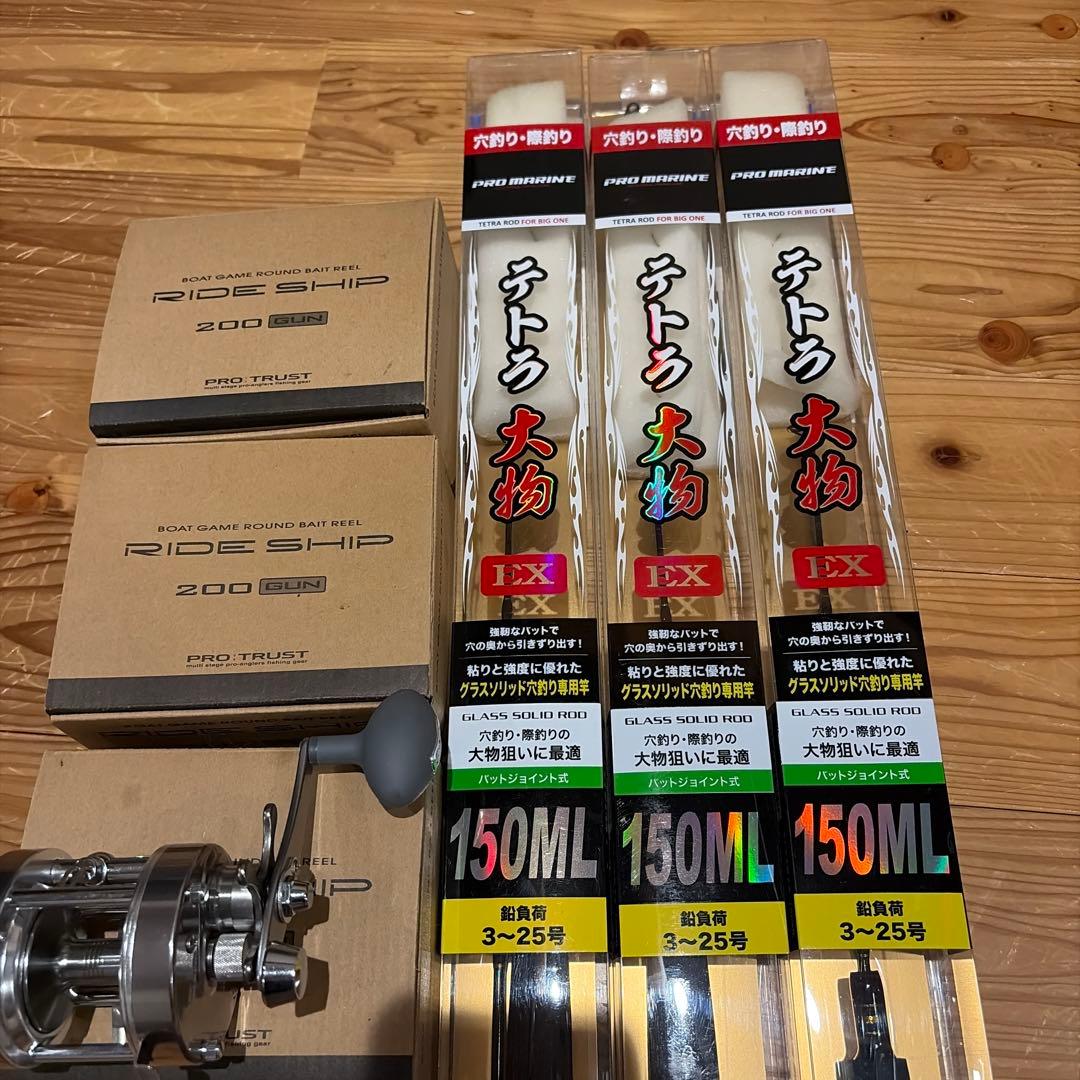 BOAT GAME ROUND BAIT REEL
RIDE SHIP
200 GUN
PRO:TRUST
multi stage pro-anglers fishing gear
BOAT GAME ROUND BAIT REEL
RIDE SHIP
200 GUN
PRO:TRUST
multi stage pro-anglers fishing gear
BOAT GAME ROUND BAIT REEL
RIDE SHIP
REEL
HIP
UST
fishing gear
穴釣り・際釣り
PRO MARINE
TETRA ROD FOR BIG ONE
テトラ
大物
EX
EX
強靭なバットで
穴の奥から引きずり出す!
粘りと強度に優れた
グラスソリッド穴釣り専用竿
GLASS SOLID ROD
穴釣り・際釣りの
大物狙いに最適
バットジョイント式
150ML
鉛負荷
3~25号
穴釣り・際釣り
PRO MARINE
TETRA ROD FOR BIG ONE
テトラ
大物
EX
EX
強靭なバットで
穴の奥から引きずり出す!
粘りと強度に優れた
グラスソリッド穴釣り専用竿
GLASS SOLID ROD
穴釣り・際釣りの
大物狙いに最適
バットジョイント式
150ML
鉛負荷
3~25号
穴釣り・際釣り
PRO MARINE
TETRA ROD FOR BIG ONE
テトラ
大物
EX
EX
強靭なバットで
穴の奥から引きずり出す!
粘りと強度に優れた
グラスソリッド穴釣り専用竿
GLASS SOLID ROD
穴釣り・際釣りの
大物狙いに最適
バットジョイント式
150ML
鉛負荷
3~25号